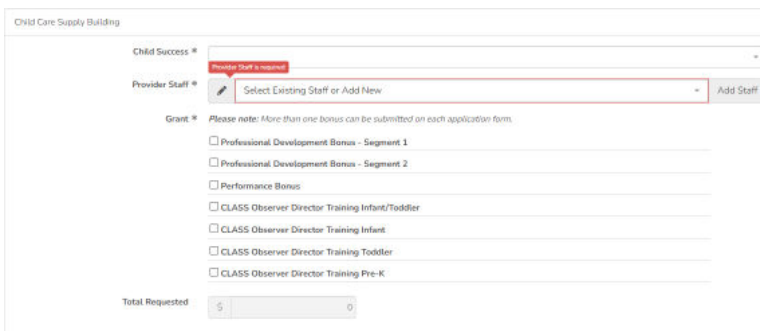 Child Care Supply Building
Child Success *
Provider Staff is required
Provider Staff * Select Existing Staff or Add New Add Staff
Grant * Please note: More than one bonus can be submitted on each application form.
Professional Development Bonus - Segment 1
Professional Development Bonus - Segment 2
Performance Bonus
CLASS Observer Director Training Infant/Toddler
CLASS Observer Director Training Infant
CLASS Observer Director Training Toddler
CLASS Observer Director Training Pre-K
Total Requested $ 0